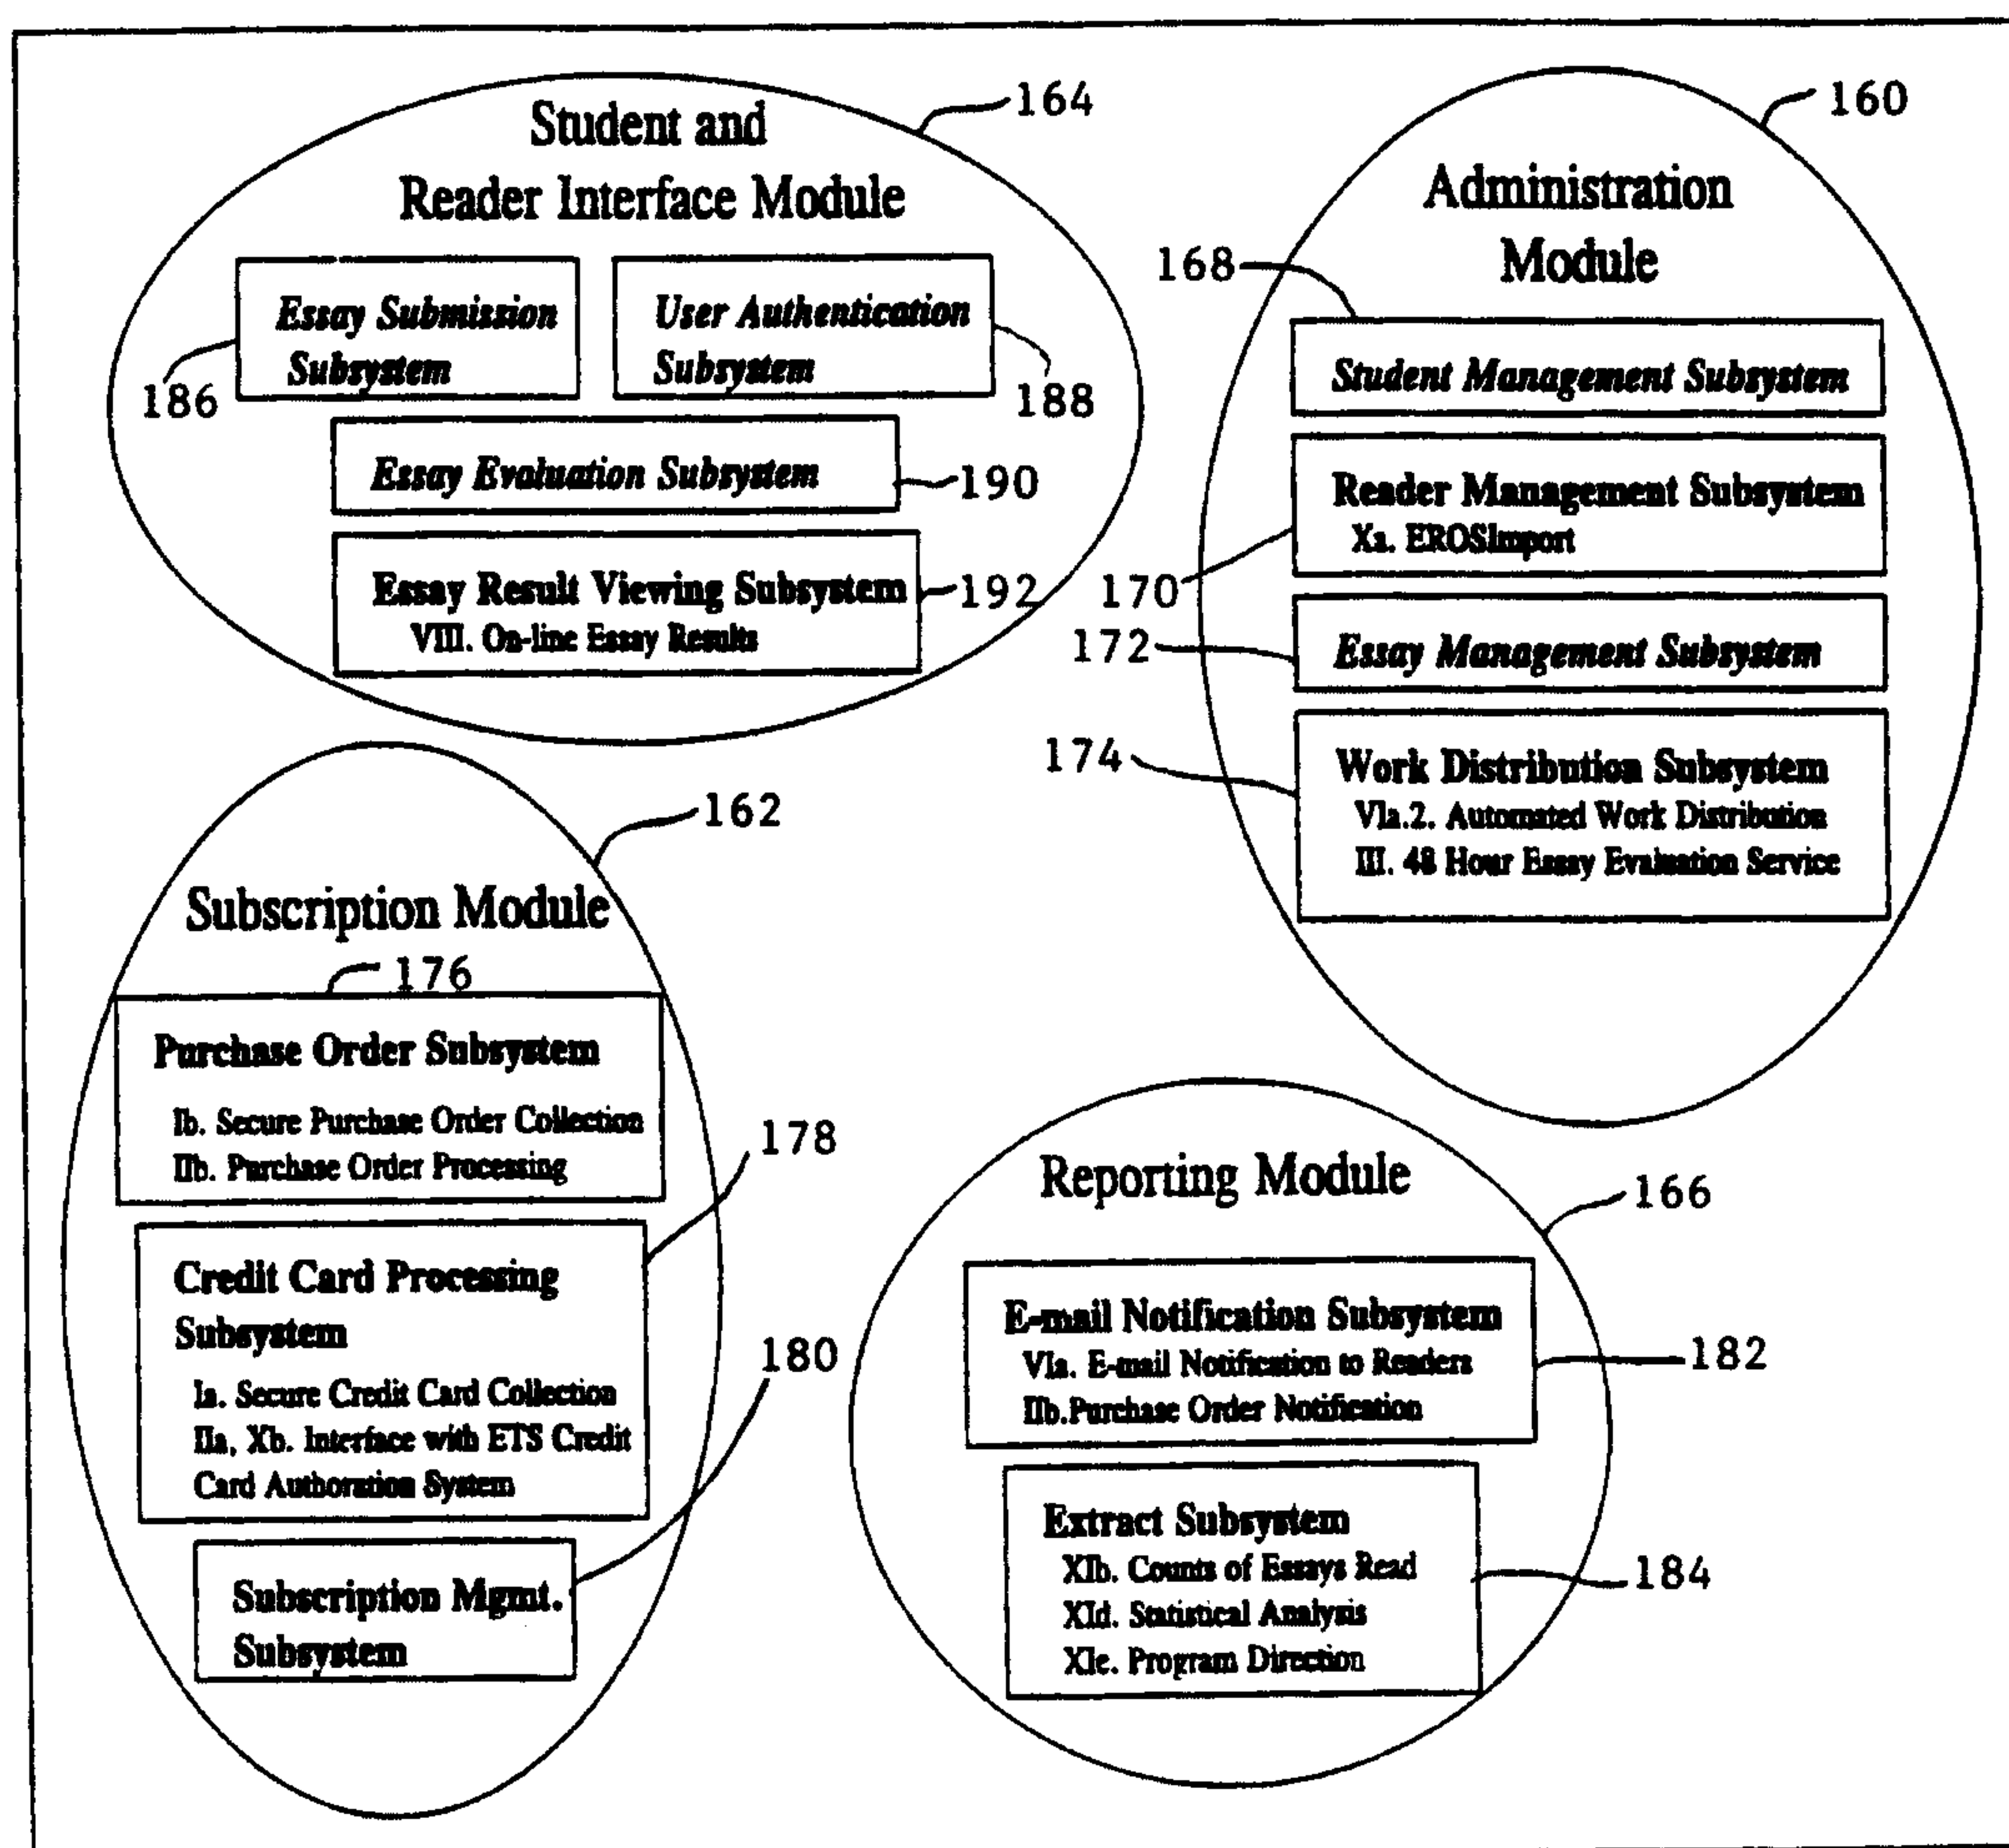 164
Student and
Reader Interface Module
Essay Submission
Subsystem
186
User Authentication
Subsystem
188
Essay Evaluation Subsystem
190
Essay Result Viewing Subsystem
VIII. On-line Essay Results
192
160
Administration
Module
168
Student Management Subsystem
Reader Management Subsystem
Xa. EROSImport
170
172
Essay Management Subsystem
174
Work Distribution Subsystem
VIa.2. Automated Work Distribution
III. 48 Hour Essay Evaluation Service
162
Subscription Module
176
Purchase Order Subsystem
Ib. Secure Purchase Order Collection
IIb. Purchase Order Processing
178
Credit Card Processing
Subsystem
Ia. Secure Credit Card Collection
IIa, Xb. Interface with ETS Credit
Card Authoration System
180
Subscription Mgmt.
Subsystem
Reporting Module
166
E-mail Notification Subsystem
VIa. E-mail Notification to Readers
IIb.Purchase Order Notification
182
Extract Subsystem
XIb. Counts of Essays Read
XId. Statistical Analysis
XIe. Program Direction
184